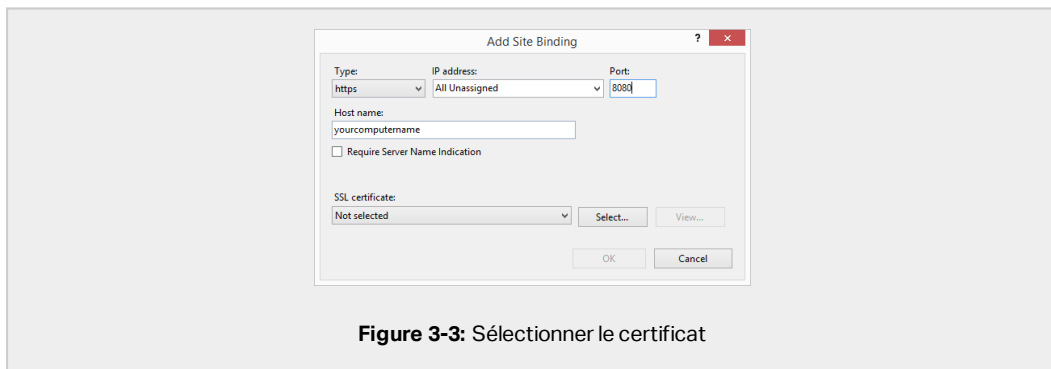 Add Site Binding
?
Type: IP address: Port:
https All Unassigned 8080
Host name:
yourcomputername
Require Server Name Indication
SSL certificate:
Not selected Select... View...
OK Cancel
Figure 3-3: Sélectionner le certificat